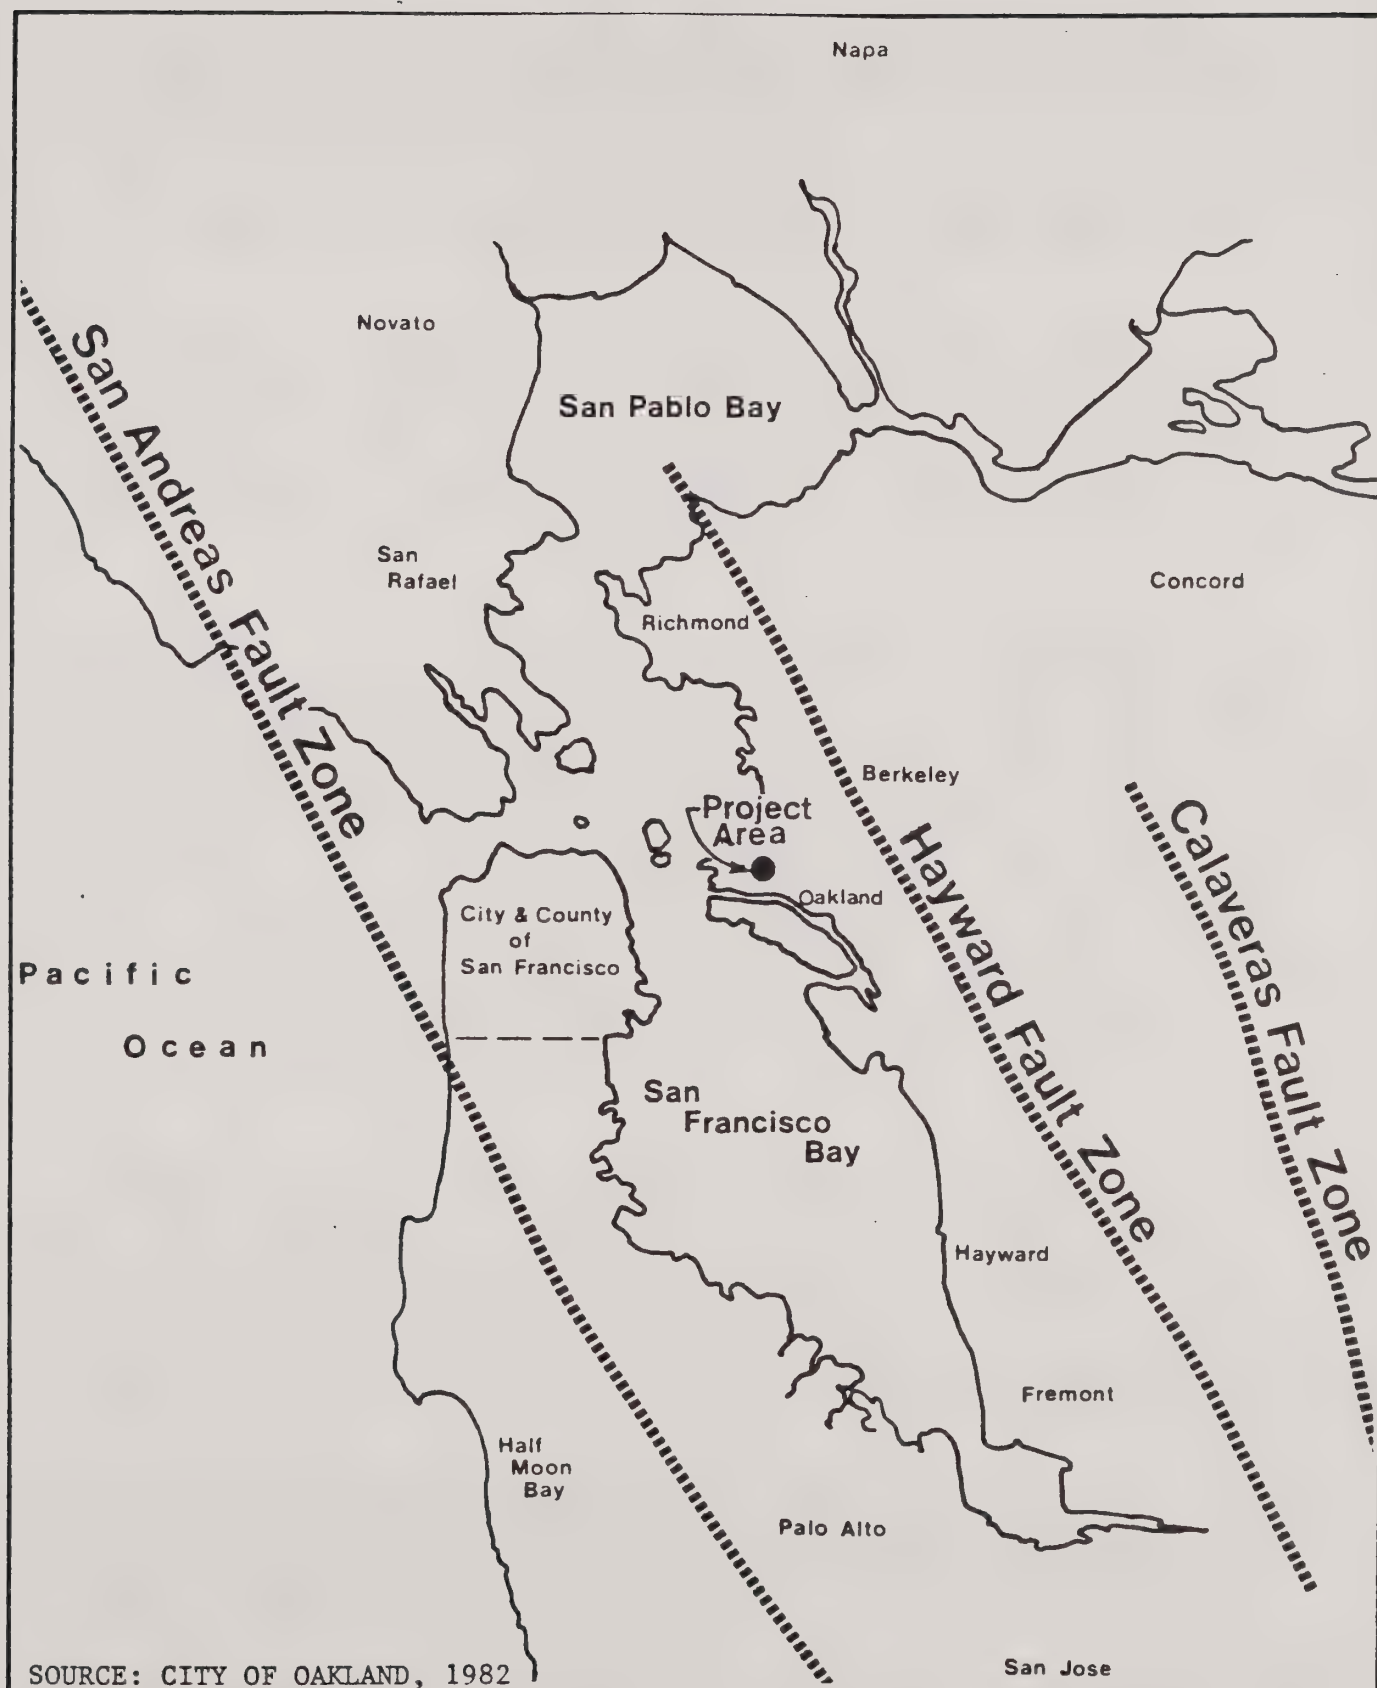 Napa
Novato
San Pablo Bay
San Andreas Fault Zone
San
Rafael
Concord
Richmond
Berkeley
Project
Area
Calaveras Fault Zone
Hayward Fault Zone
Oakland
City & County
of
San Francisco
Pacific
Ocean
San
Francisco
Bay
Hayward
Fremont
Half
Moon
Bay
Palo Alto
San Jose
SOURCE: CITY OF OAKLAND, 1982